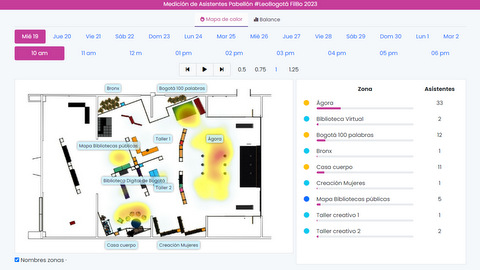 Medición de Asistentes Pabellón #LeoBogotá FilBo 2023
Mapa de color
Balance
Mié 19 Jue 20 Vie 21 Sáb 22 Dom 23 Lun 24 Mar 25 Mié 26 Jue 27 Vie 28 Sáb 29 Dom 30 Lun 1 Mar 2
10 am 11 am 12 m 01 pm 02 pm 03 pm 04 pm 05 pm 06 pm
0.5 0.75 1 1.25
Bronx
Bogotá 100 palabras
Taller 1
Ágora
Mapa Bibliotecas públicas
Biblioteca Digital de Bogotá
Taller 2
Casa cuerpo
Creación Mujeres
Nombres zonas
Zona Asistentes
Ágora 33
Biblioteca Virtual 2
Bogotá 100 palabras 12
Bronx 1
Casa cuerpo 11
Creación Mujeres 2
Mapa Bibliotecas públicas 5
Taller creativo 1 1
Taller creativo 2 2